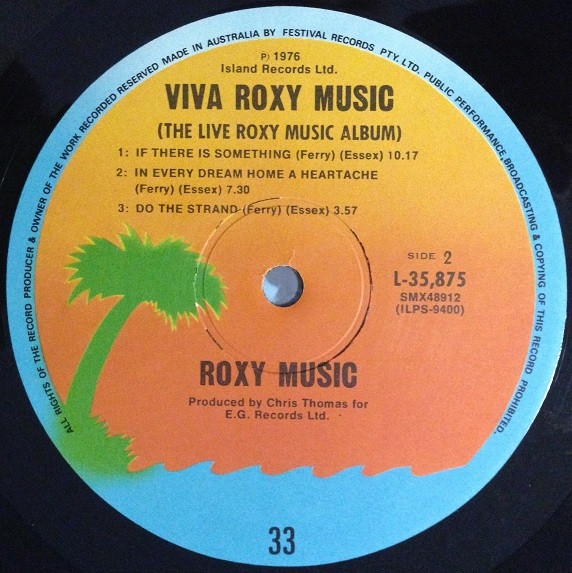 ALL RIGHTS OF THE RECORD PRODUCER & OWNER OF THE WORK RECORDED RESERVED MADE IN AUSTRALIA BY FESTIVAL RECORDS PTY. LTD. PUBLIC PERFORMANCE, BROADCASTING & COPYING OF THIS RECORD PROHIBITED.
P) 1976
Island Records Ltd.
VIVA ROXY MUSIC
(THE LIVE ROXY MUSIC ALBUM)
1: IF THERE IS SOMETHING (Ferry) (Essex) 10.17
2: IN EVERY DREAM HOME A HEARTACHE
(Ferry) (Essex) 7.30
3: DO THE STRAND (Ferry) (Essex) 3.57
SIDE 2
L-35,875
SMX48912
(ILPS-9400)
ROXY MUSIC
Produced by Chris Thomas for
E.G. Records Ltd.
33